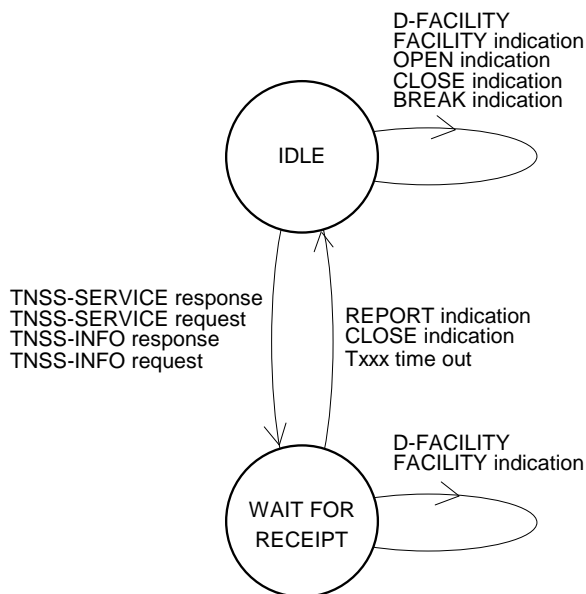 D-FACILITY
FACILITY indication
OPEN indication
CLOSE indication
BREAK indication
IDLE
TNSS-SERVICE response
TNSS-SERVICE request
TNSS-INFO response
TNSS-INFO request
REPORT indication
CLOSE indication
Txxx time out
D-FACILITY
FACILITY indication
WAIT FOR
RECEIPT